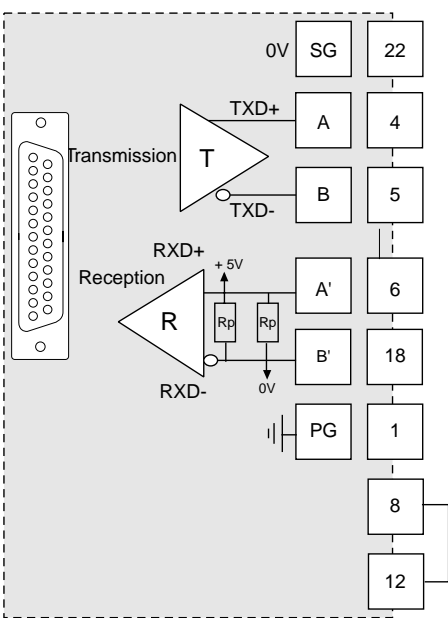 0V SG 22
TXD+ A 4
Transmission T
B 5
TXD-
RXD+
+ 5V
Reception A' 6
R Rp Rp
B' 18
RXD- 0V
PG 1
8
12